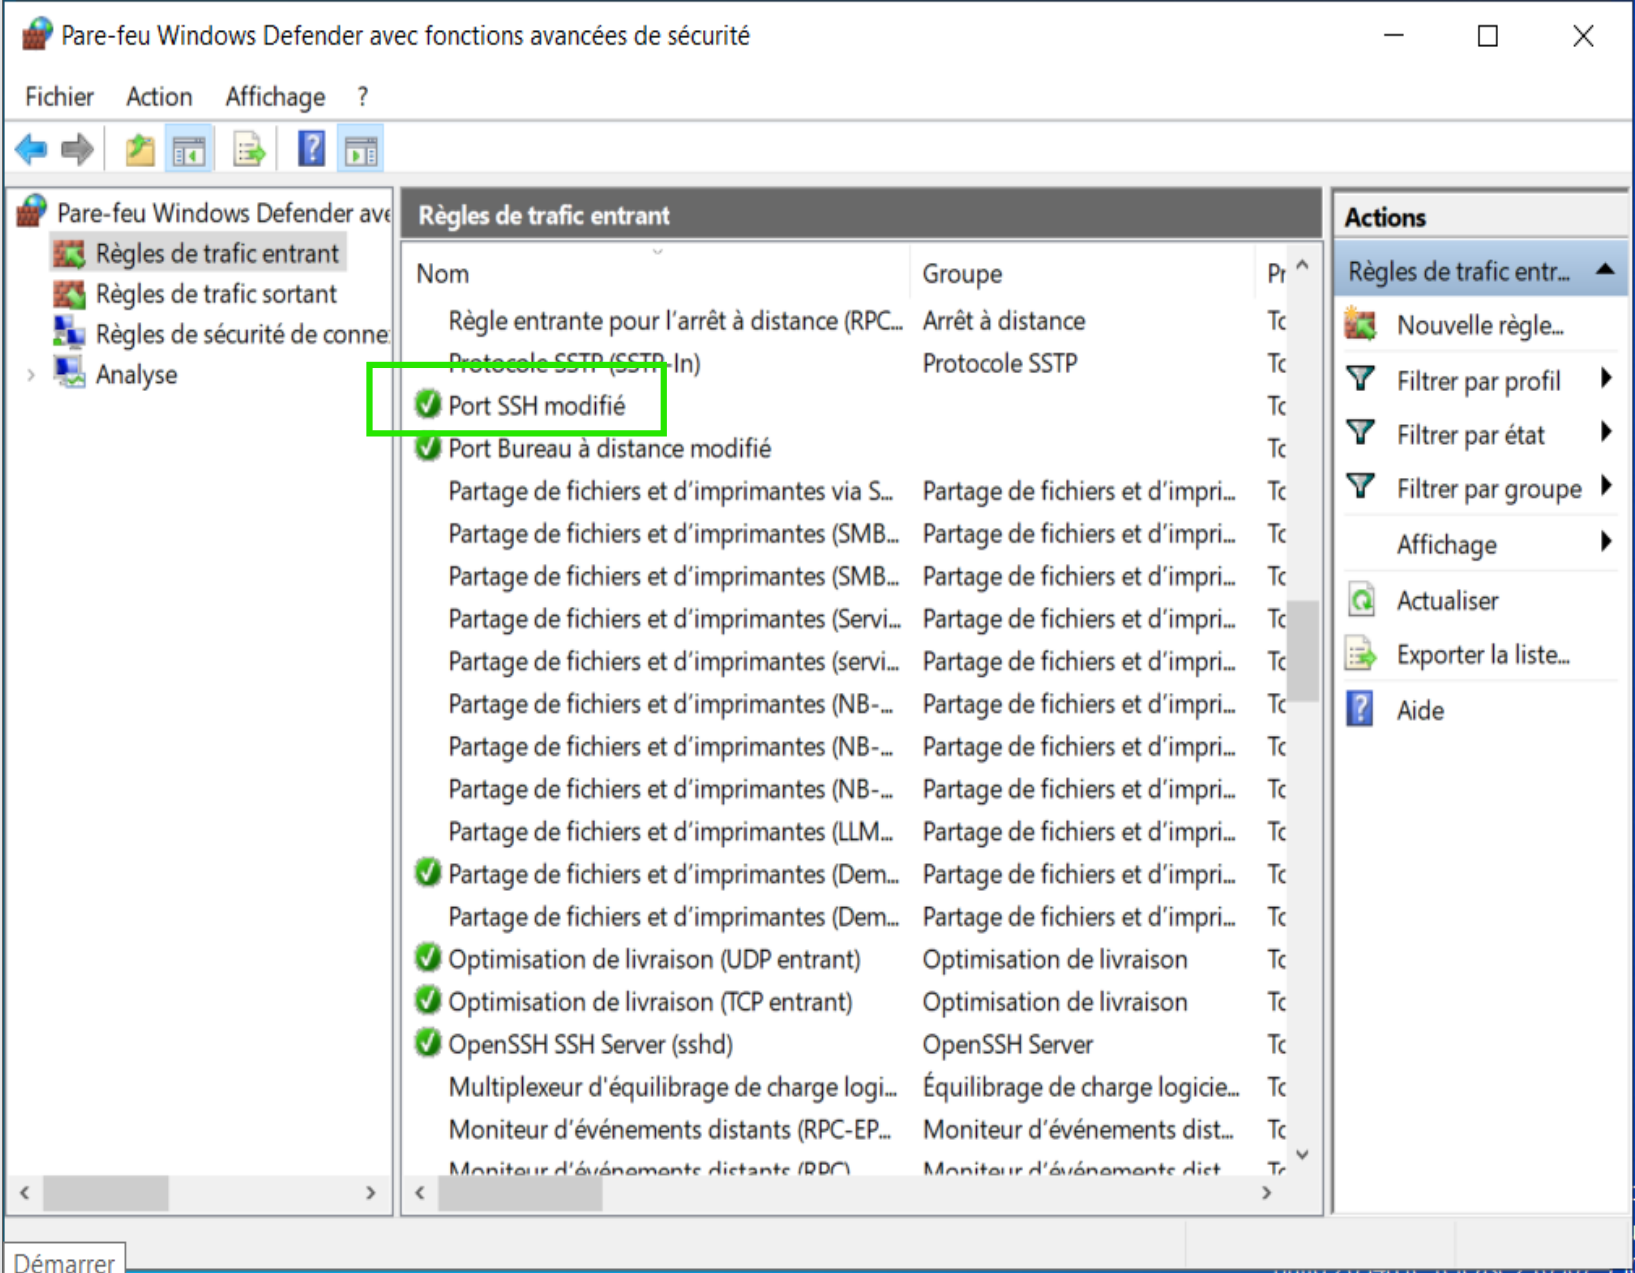 Pare-feu Windows Defender avec fonctions avancées de sécurité
Fichier Action Affichage ?
Pare-feu Windows Defender ave
Règles de trafic entrant
Règles de trafic sortant
Règles de sécurité de conne
Analyse
Règles de trafic entrant
Nom Groupe Pr
Règle entrante pour l'arrêt à distance (RPC... Arrêt à distance To
Protocole SSTP (SSTP-In) Protocole SSTP To
Port SSH modifié To
Port Bureau à distance modifié To
Partage de fichiers et d'imprimantes via S... Partage de fichiers et d'impri... To
Partage de fichiers et d'imprimantes (SMB... Partage de fichiers et d'impri... To
Partage de fichiers et d'imprimantes (SMB... Partage de fichiers et d'impri... To
Partage de fichiers et d'imprimantes (Servi... Partage de fichiers et d'impri... To
Partage de fichiers et d'imprimantes (servi... Partage de fichiers et d'impri... To
Partage de fichiers et d'imprimantes (NB-... Partage de fichiers et d'impri... To
Partage de fichiers et d'imprimantes (NB-... Partage de fichiers et d'impri... To
Partage de fichiers et d'imprimantes (NB-... Partage de fichiers et d'impri... To
Partage de fichiers et d'imprimantes (LLM... Partage de fichiers et d'impri... To
Partage de fichiers et d'imprimantes (Dem... Partage de fichiers et d'impri... To
Partage de fichiers et d'imprimantes (Dem... Partage de fichiers et d'impri... To
Optimisation de livraison (UDP entrant) Optimisation de livraison To
Optimisation de livraison (TCP entrant) Optimisation de livraison To
OpenSSH SSH Server (sshd) OpenSSH Server To
Multiplexeur d'équilibrage de charge logi... Équilibrage de charge logicie... To
Moniteur d'événements distants (RPC-EP... Moniteur d'événements dist... To
Moniteur d'événements distants (RPC) Moniteur d'événements dist To
Actions
Règles de trafic entr...
Nouvelle règle...
Filtrer par profil
Filtrer par état
Filtrer par groupe
Affichage
Actualiser
Exporter la liste...
Aide
Démarrer